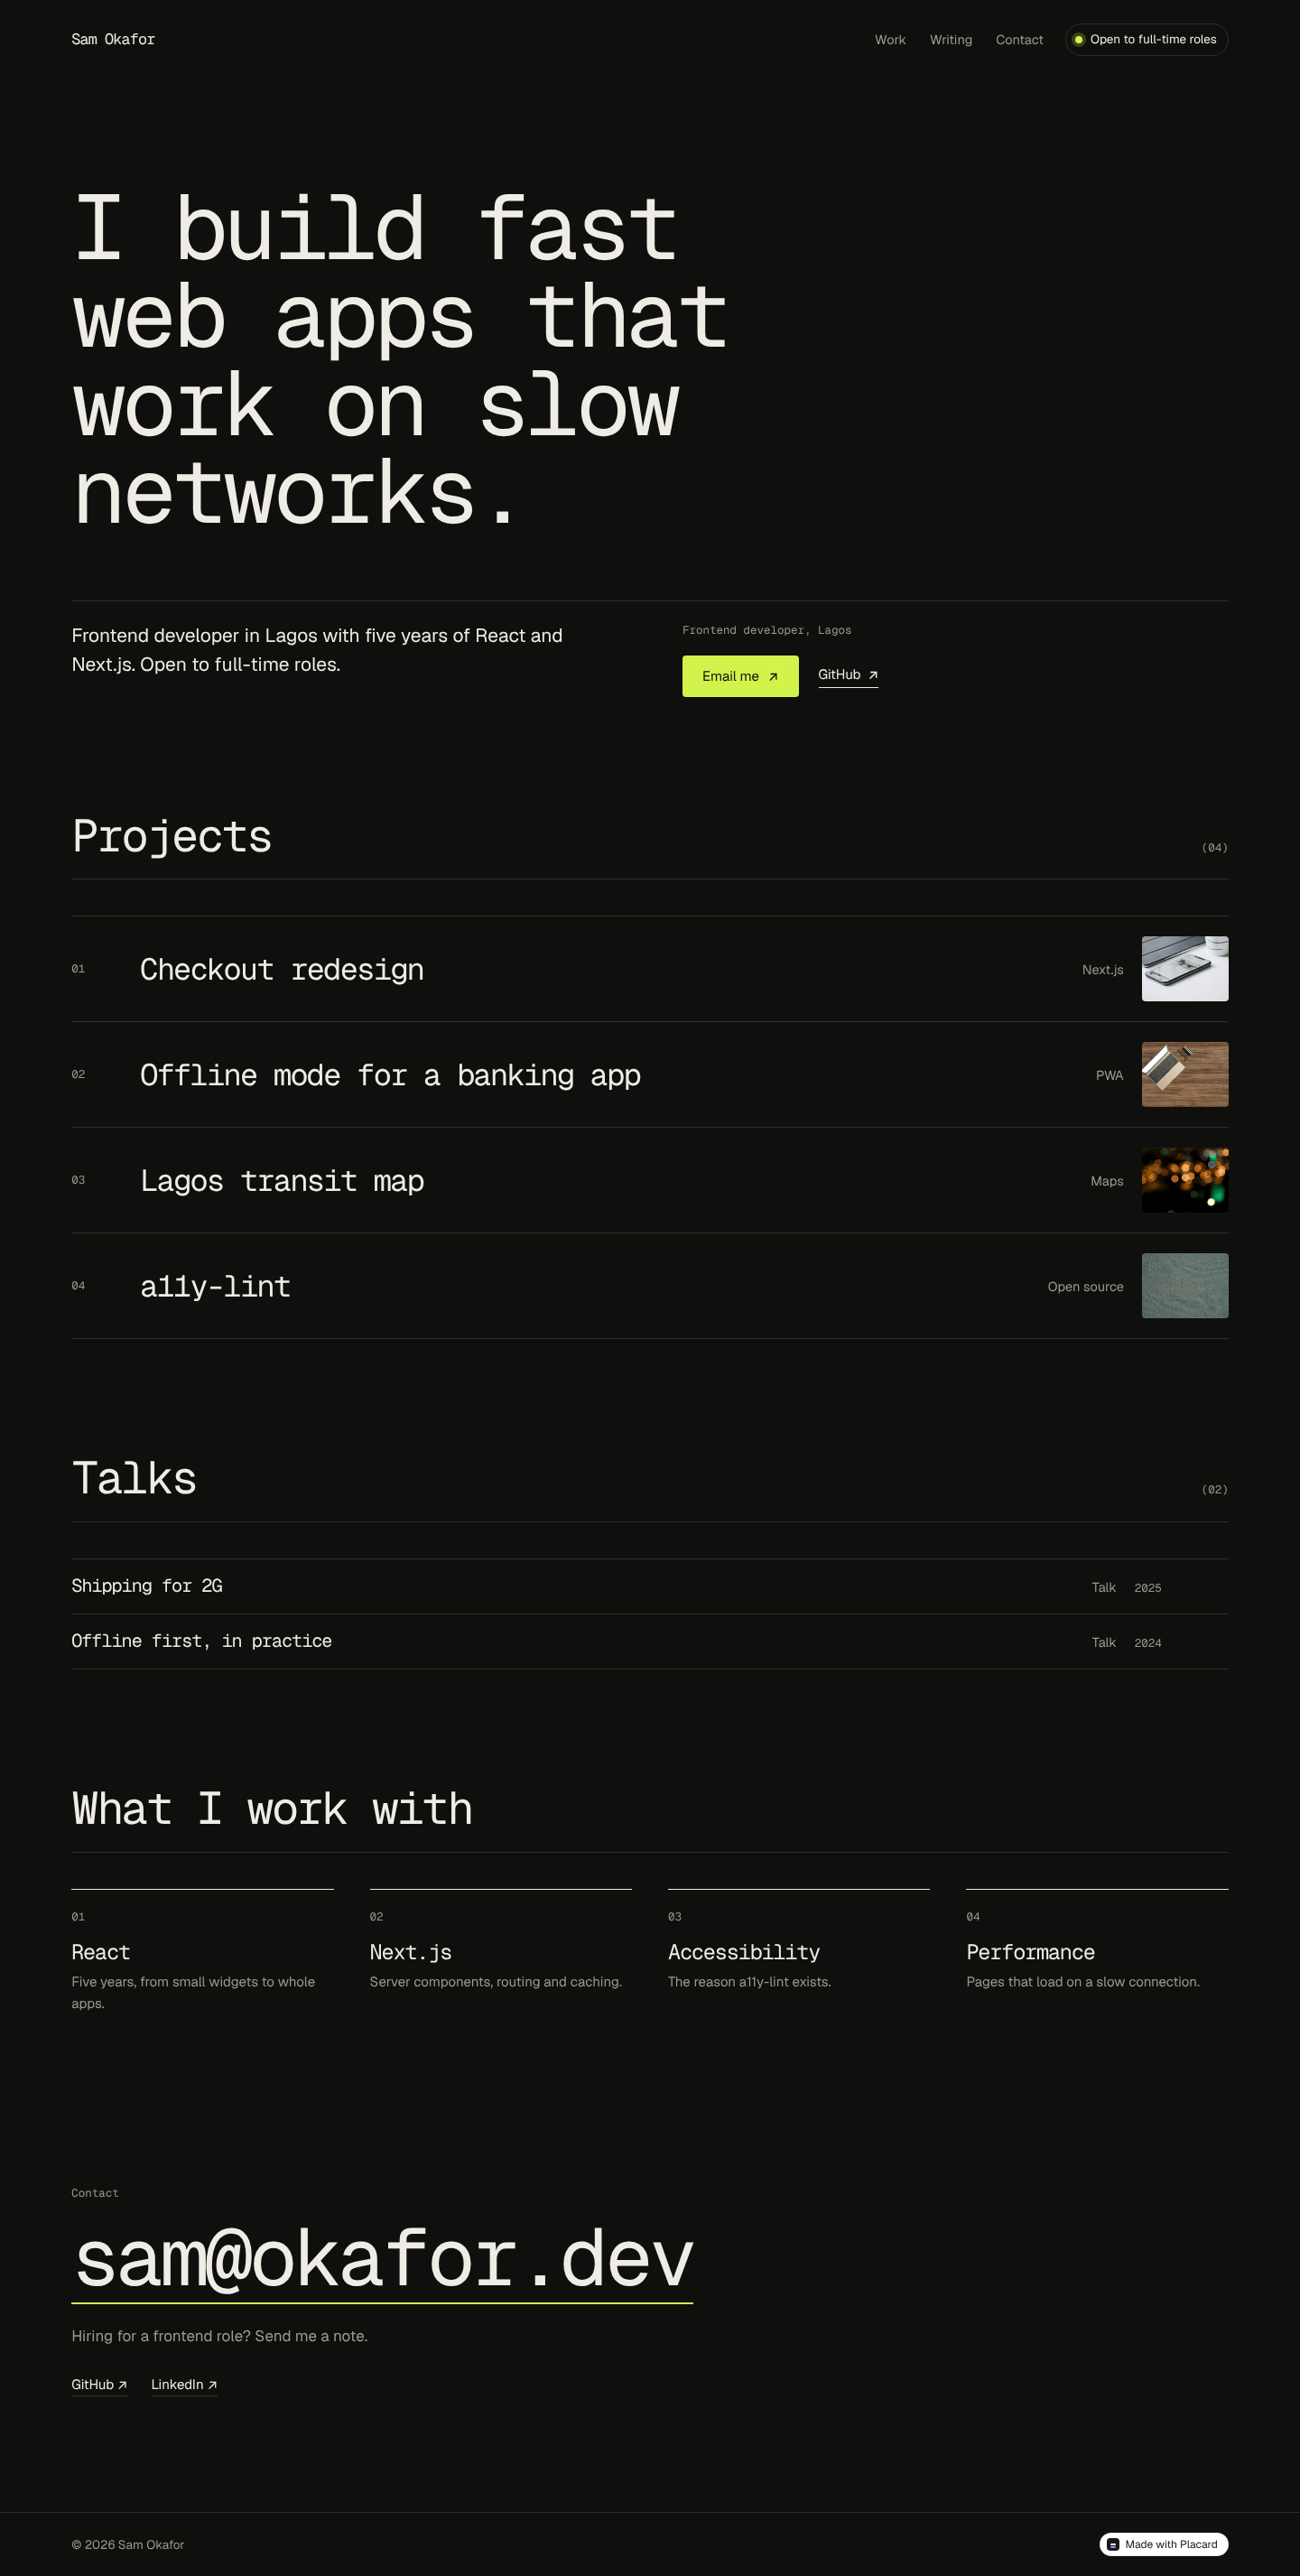 Sam Okafor
Work
Writing
Contact
Open to full-time roles
I build fast
web apps that
work on slow
networks.
Frontend developer in Lagos with five years of React and
Next.js. Open to full-time roles.
Frontend developer, Lagos
Email me ↗
GitHub ↗
Projects
(04)
01
Checkout redesign
Next.js
02
Offline mode for a banking app
PWA
03
Lagos transit map
Maps
04
a11y-lint
Open source
Talks
(02)
Shipping for 2G
Talk
2025
Offline first, in practice
Talk
2024
What I work with
01
React
Five years, from small widgets to whole
apps.
02
Next.js
Server components, routing and caching.
03
Accessibility
The reason a11y-lint exists.
04
Performance
Pages that load on a slow connection.
Contact
sam@okafor.dev
Hiring for a frontend role? Send me a note.
GitHub ↗
LinkedIn ↗
© 2026 Sam Okafor
Made with Placard